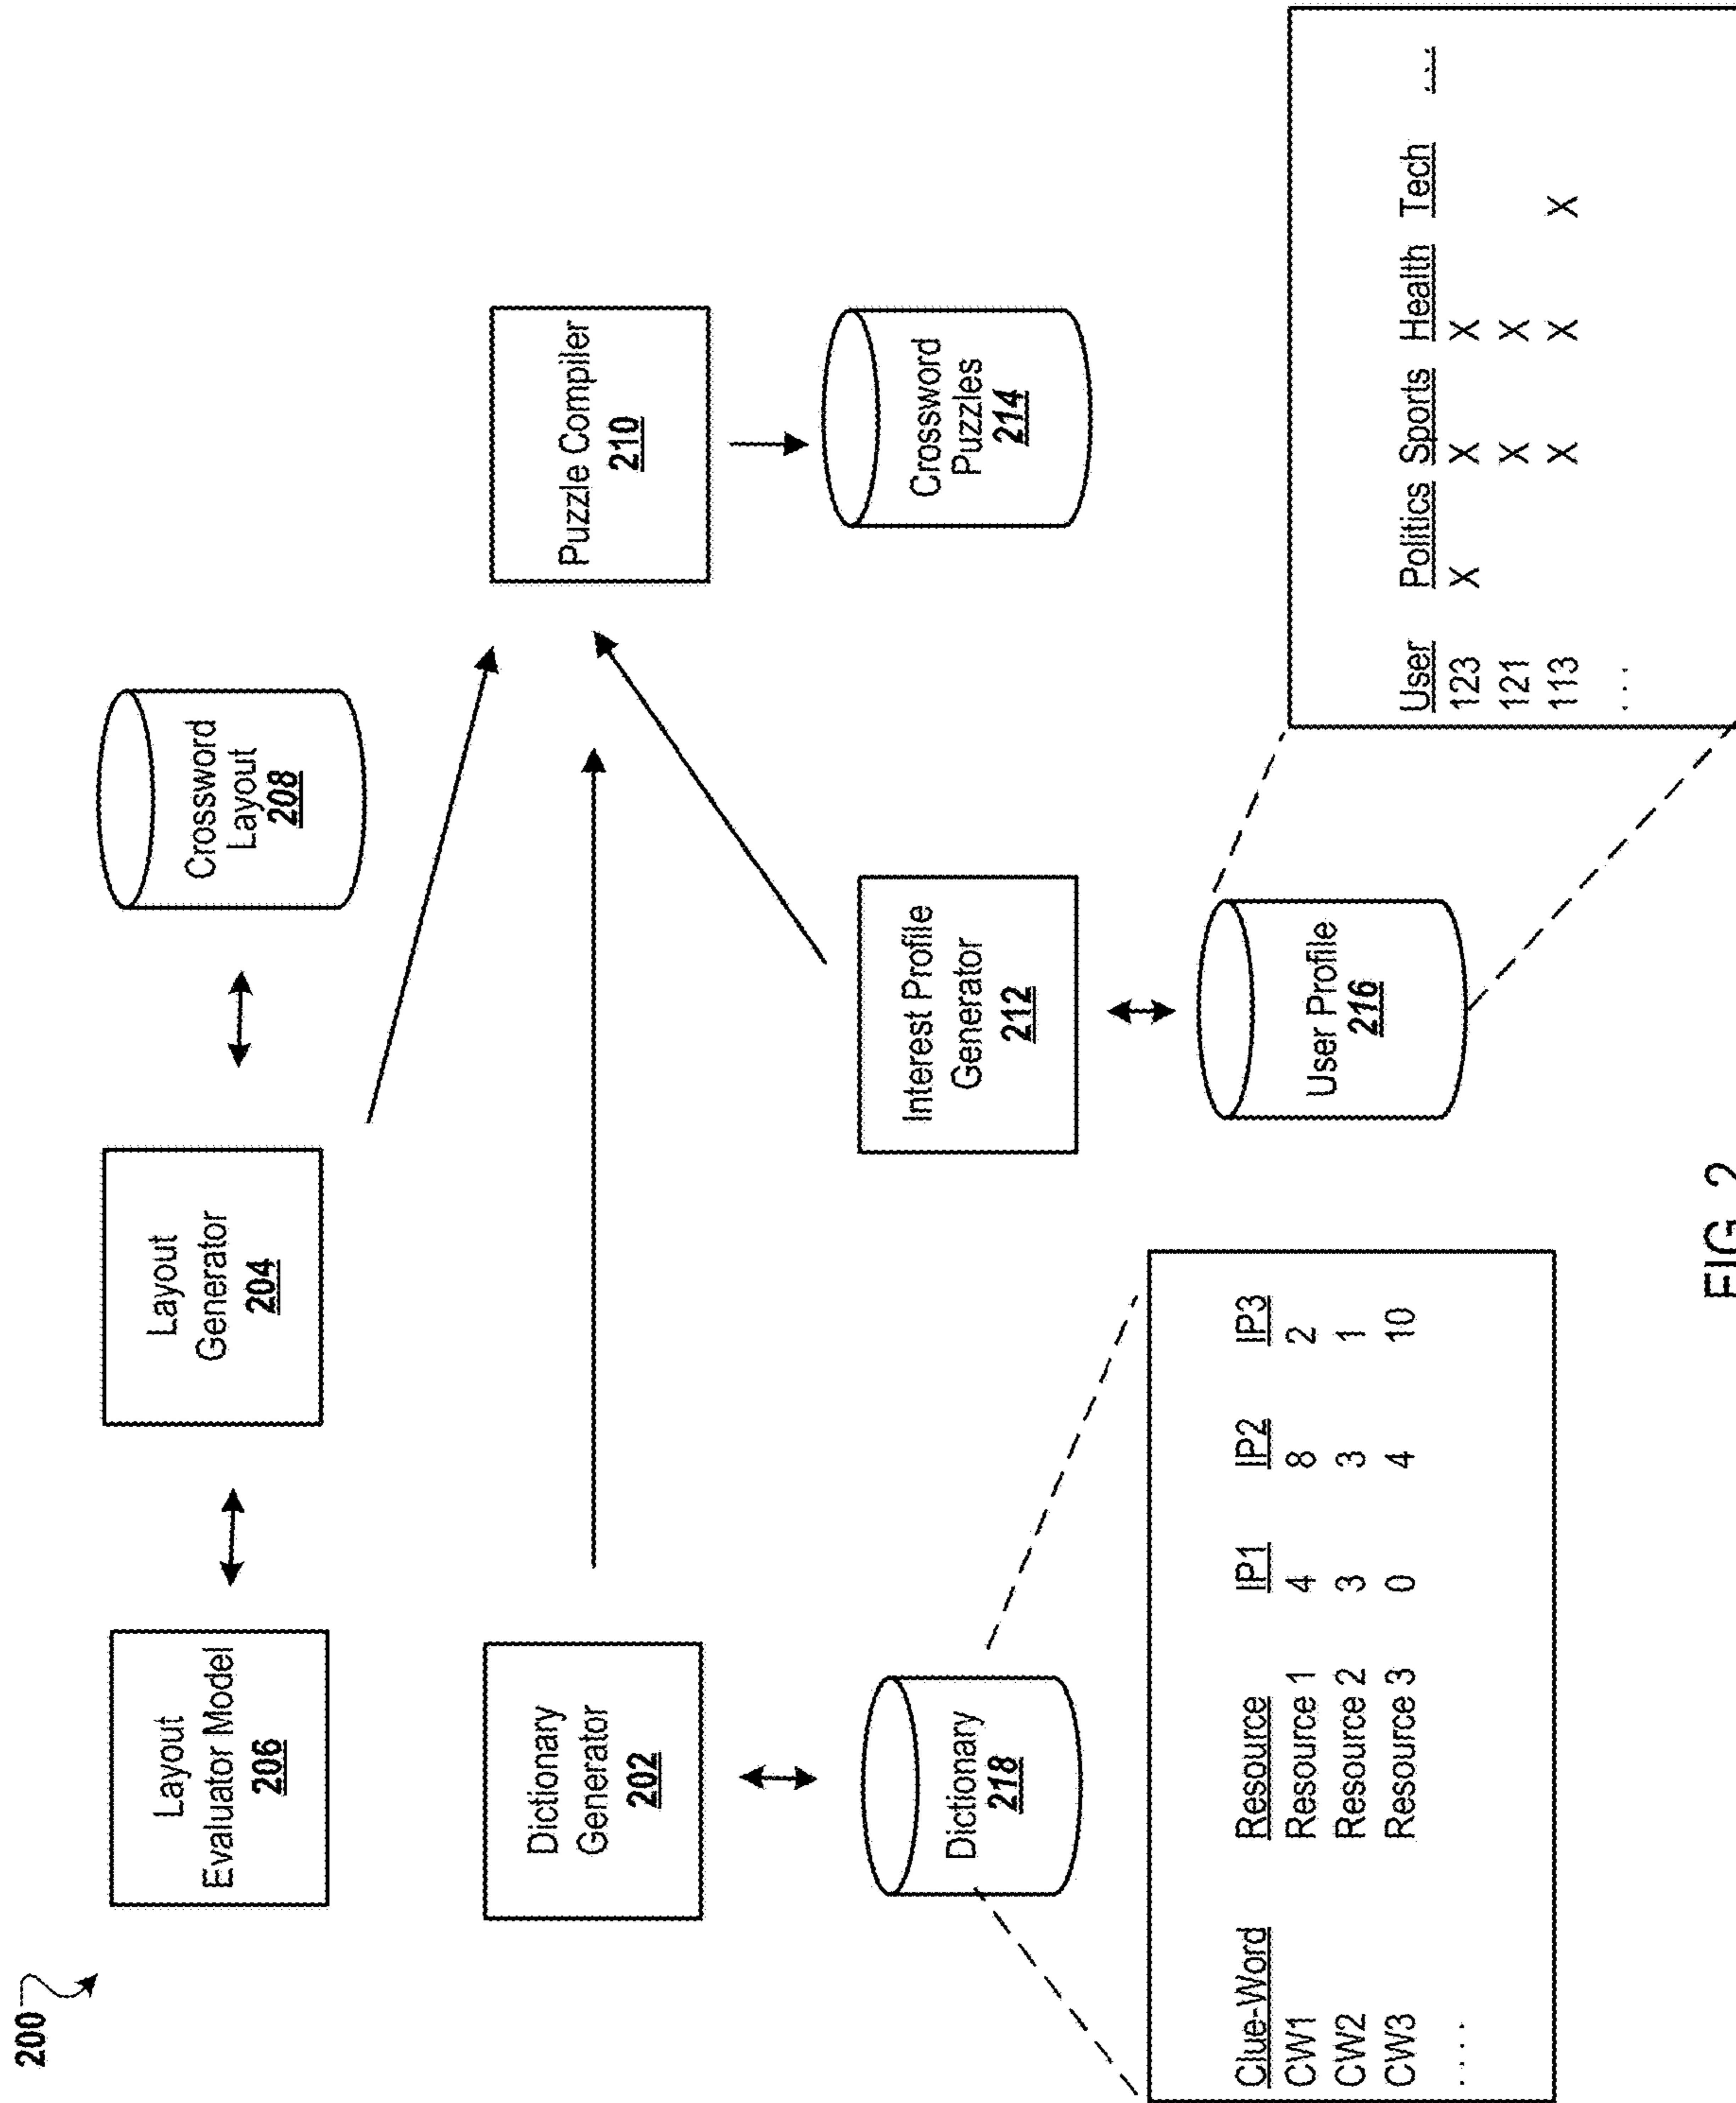 200
Layout
Evaluator Model
206
Layout
Generator
204
Crossword
Layout
208
Dictionary
Generator
202
Puzzle Compiler
210
Dictionary
218
Interest Profile
Generator
212
Crossword
Puzzles
214
User Profile
216
Clue-Word Resource IP1 IP2 IP3
CW1 Resource 1 4 8 2
CW2 Resource 2 3 3 1
CW3 Resource 3 0 4 10
....
User Politics Sports Health Tech ....
123 X X X
121 X X
113 X X X
...
FIG. 2